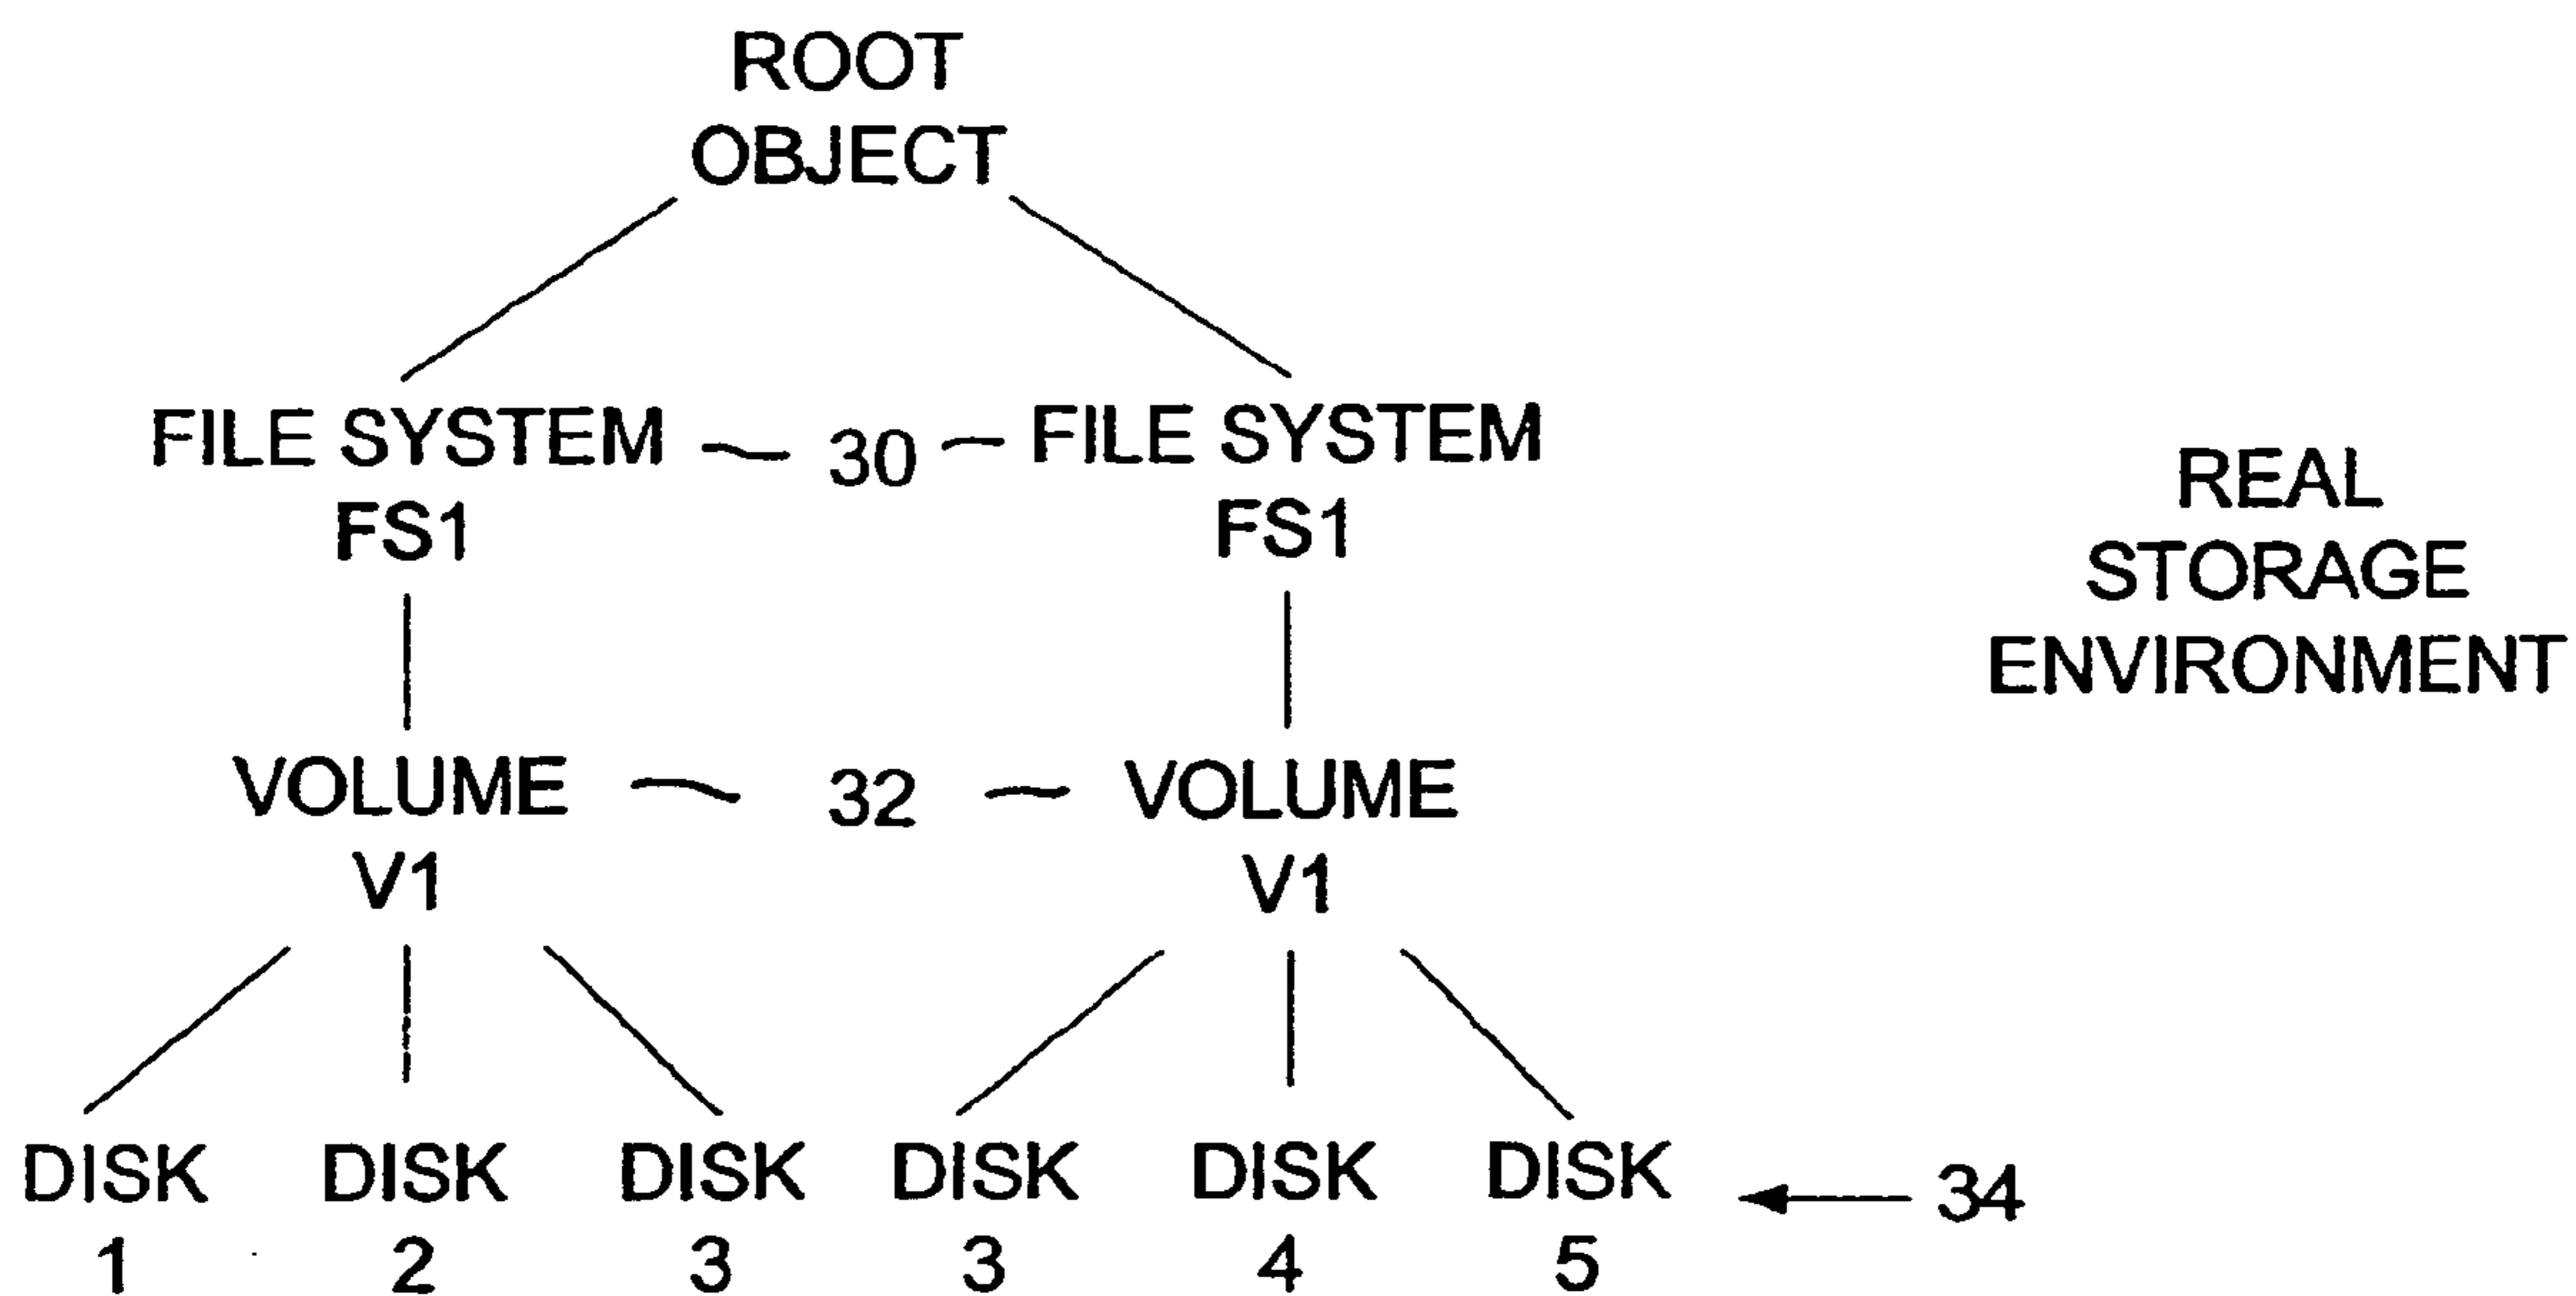 ROOT
OBJECT
FILE SYSTEM 30 FILE SYSTEM
FS1 FS1
REAL
STORAGE
ENVIRONMENT
VOLUME 32 VOLUME
V1 V1
DISK DISK DISK DISK DISK DISK 34
1 2 3 3 4 5